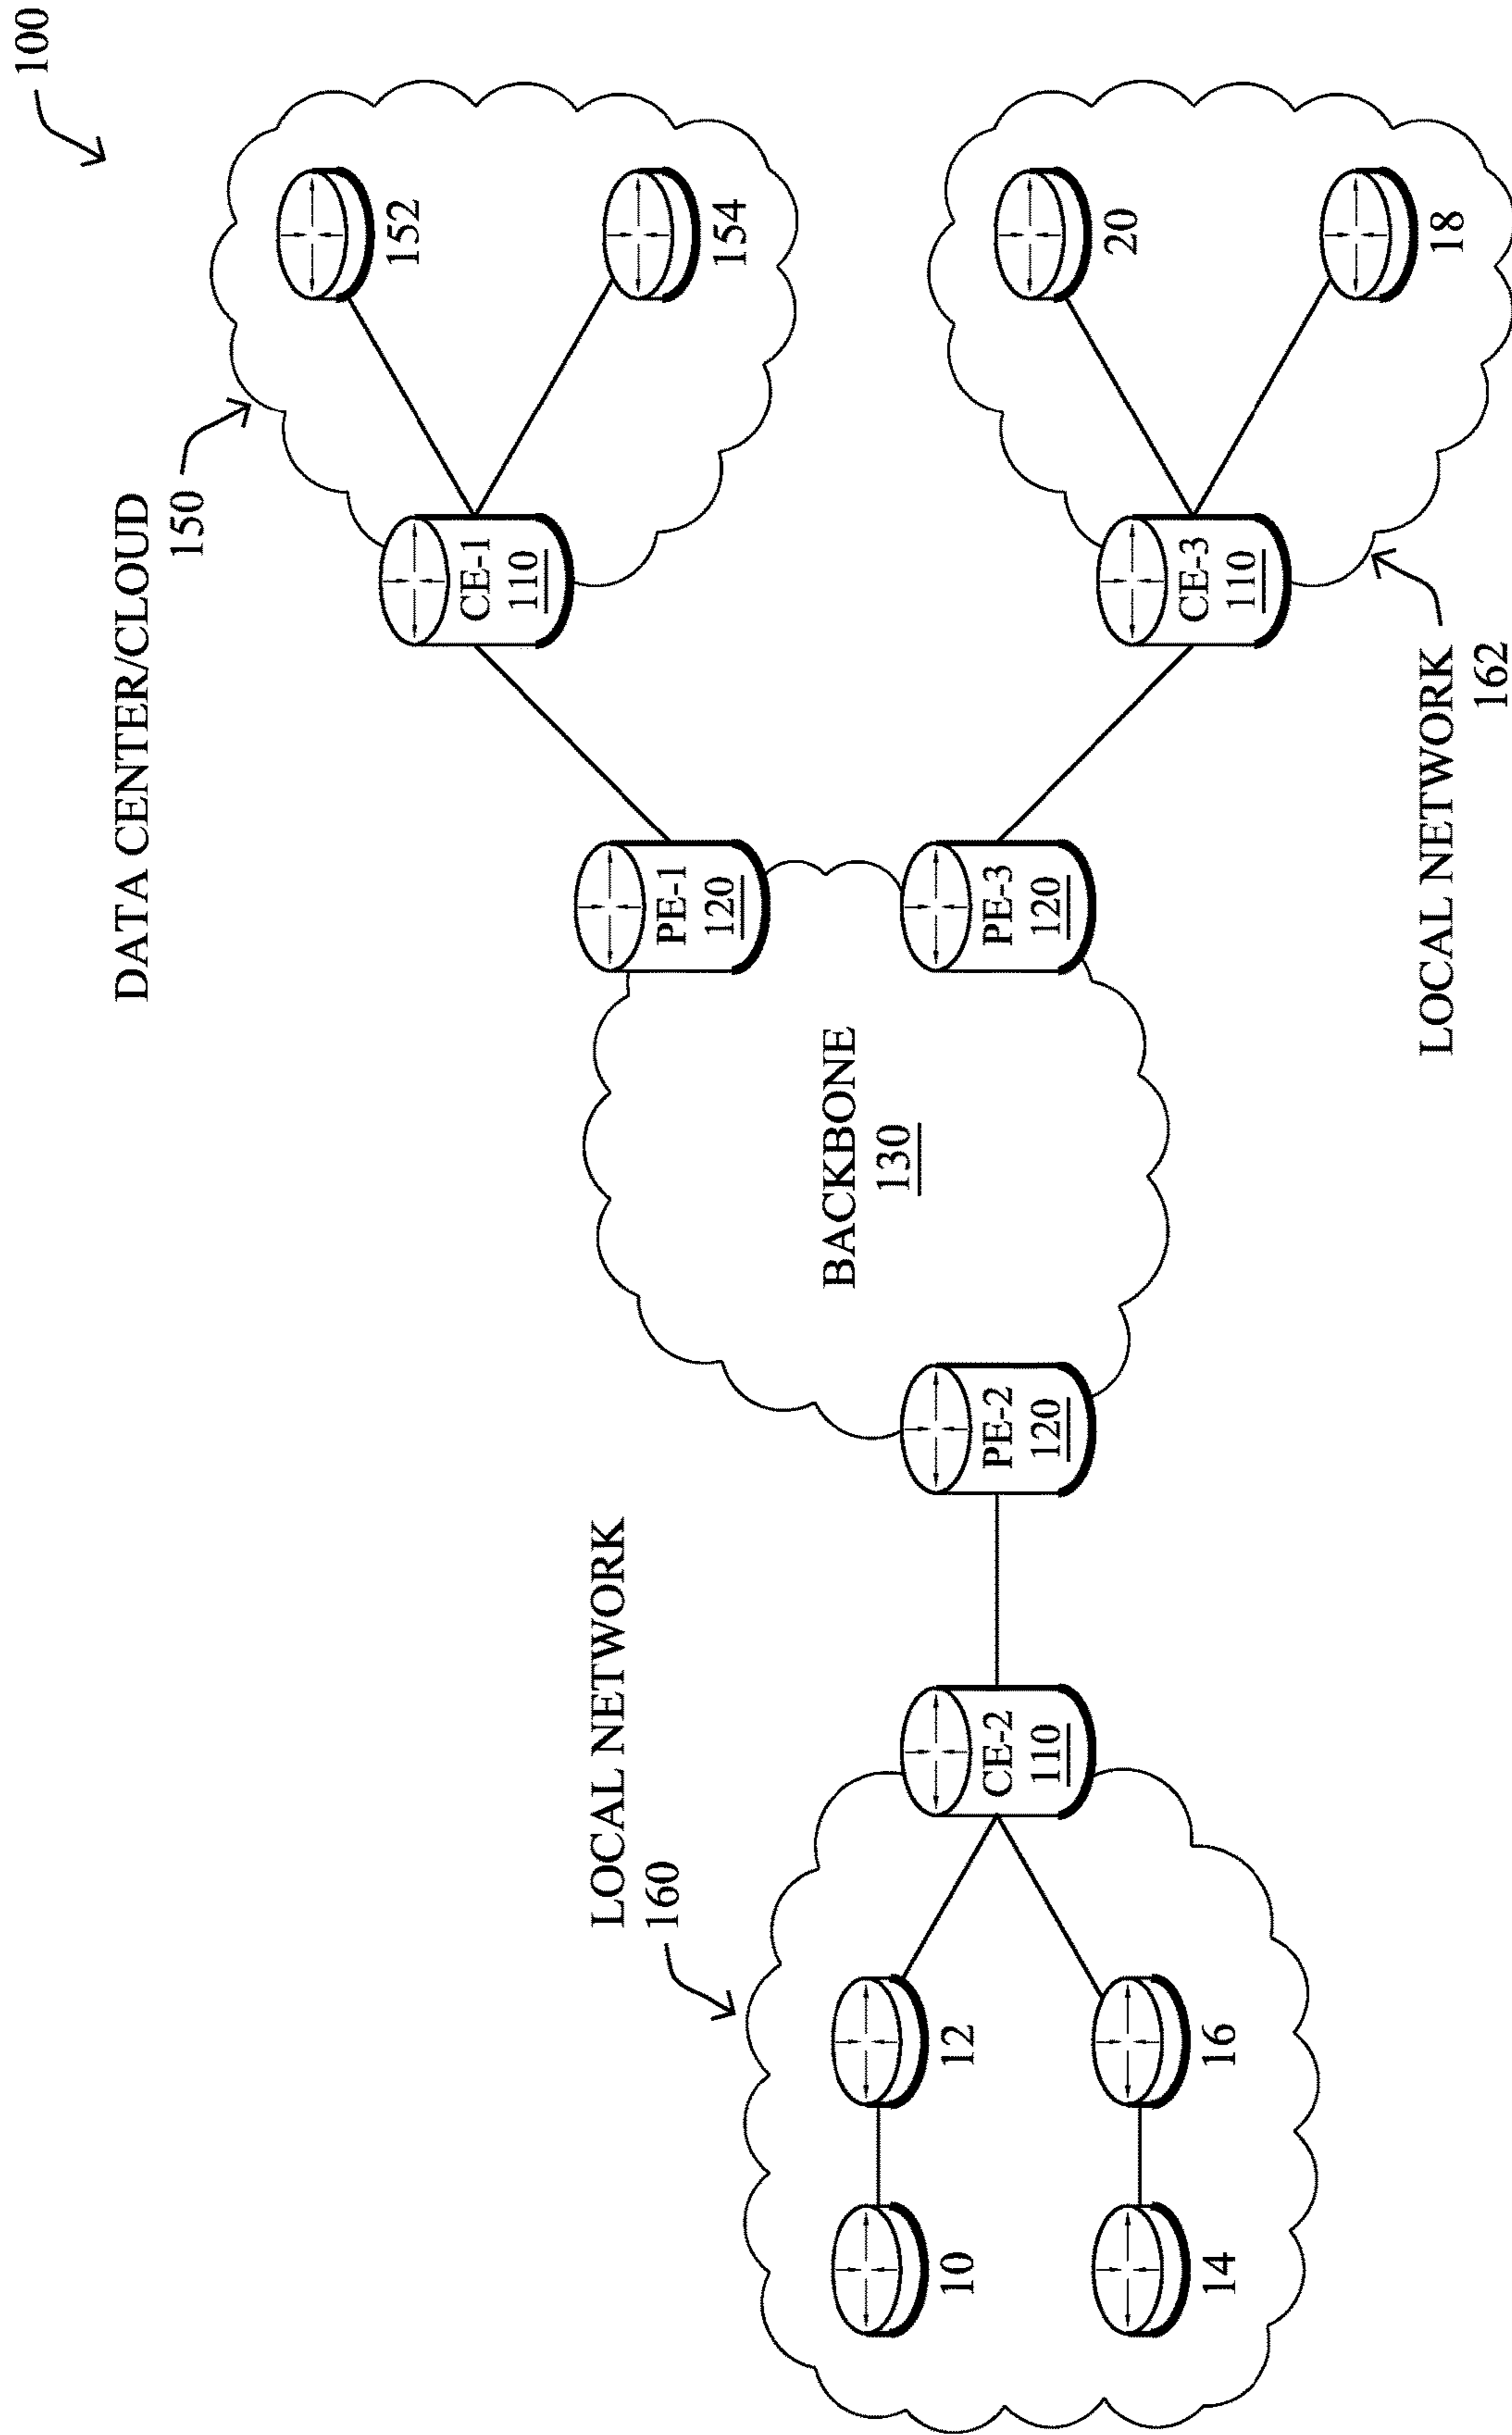 100
DATA CENTER/CLOUD
150
152
154
CE-1
110
PE-1
120
BACKBONE
130
PE-3
120
PE-2
120
LOCAL NETWORK
160
CE-2
110
12
10
16
14
CE-3
110
20
18
LOCAL NETWORK
162